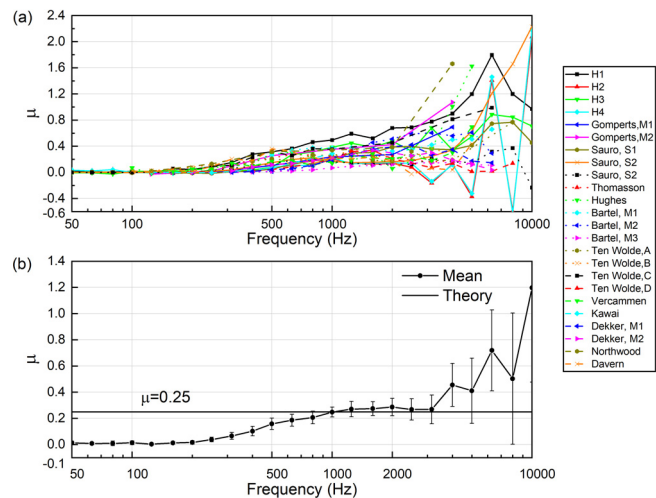 (a)
2.4
2.0
1.6
1.2
0.8
0.4
0.0
-0.4
-0.6
μ
50
100
500
1000
5000
10000
Frequency (Hz)
H1
H2
H3
H4
Gomperts,M1
Gomperts,M2
Sauro, S1
Sauro, S2
Sauro, S2
Thomasson
Hughes
Bartel, M1
Bartel, M2
Bartel, M3
Ten Wolde,A
Ten Wolde,B
Ten Wolde,C
Ten Wolde,D
Vercammen
Kawai
Dekker, M1
Dekker, M2
Northwood
Davern
(b)
1.4
1.2
1.0
0.8
0.6
0.4
0.2
0.0
-0.1
μ
Mean
Theory
μ=0.25
50
100
500
1000
2000
5000
10000
Frequency (Hz)